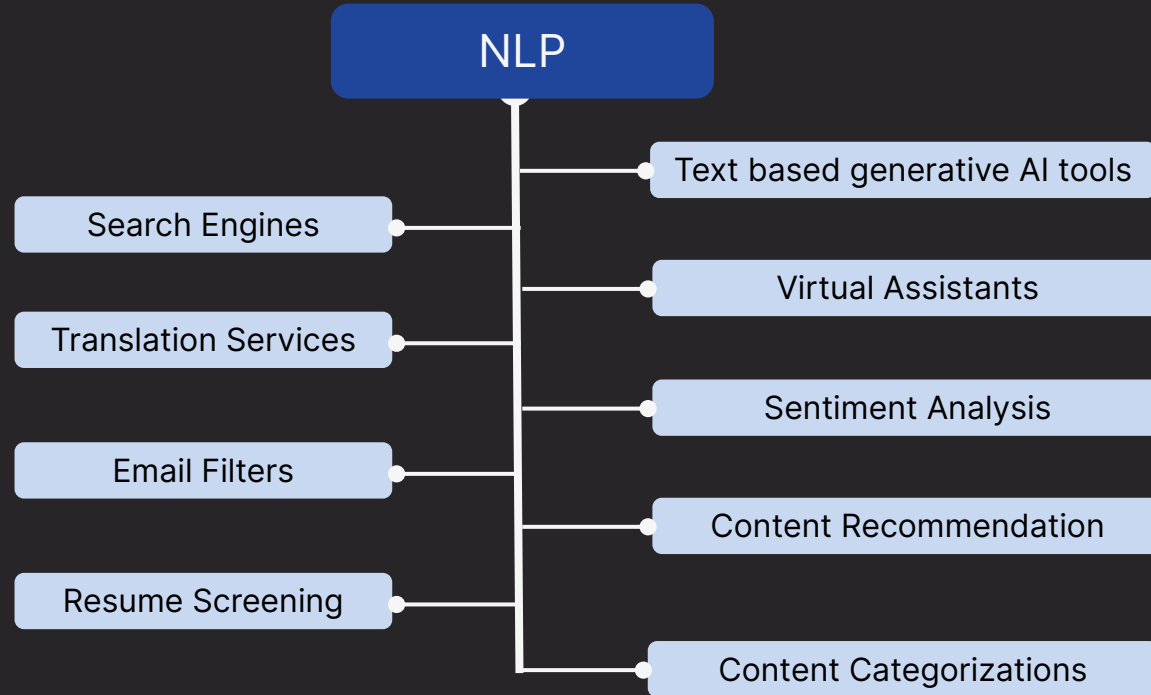 NLP
Text based generative AI tools
Search Engines
Virtual Assistants
Translation Services
Sentiment Analysis
Email Filters
Content Recommendation
Resume Screening
Content Categorizations